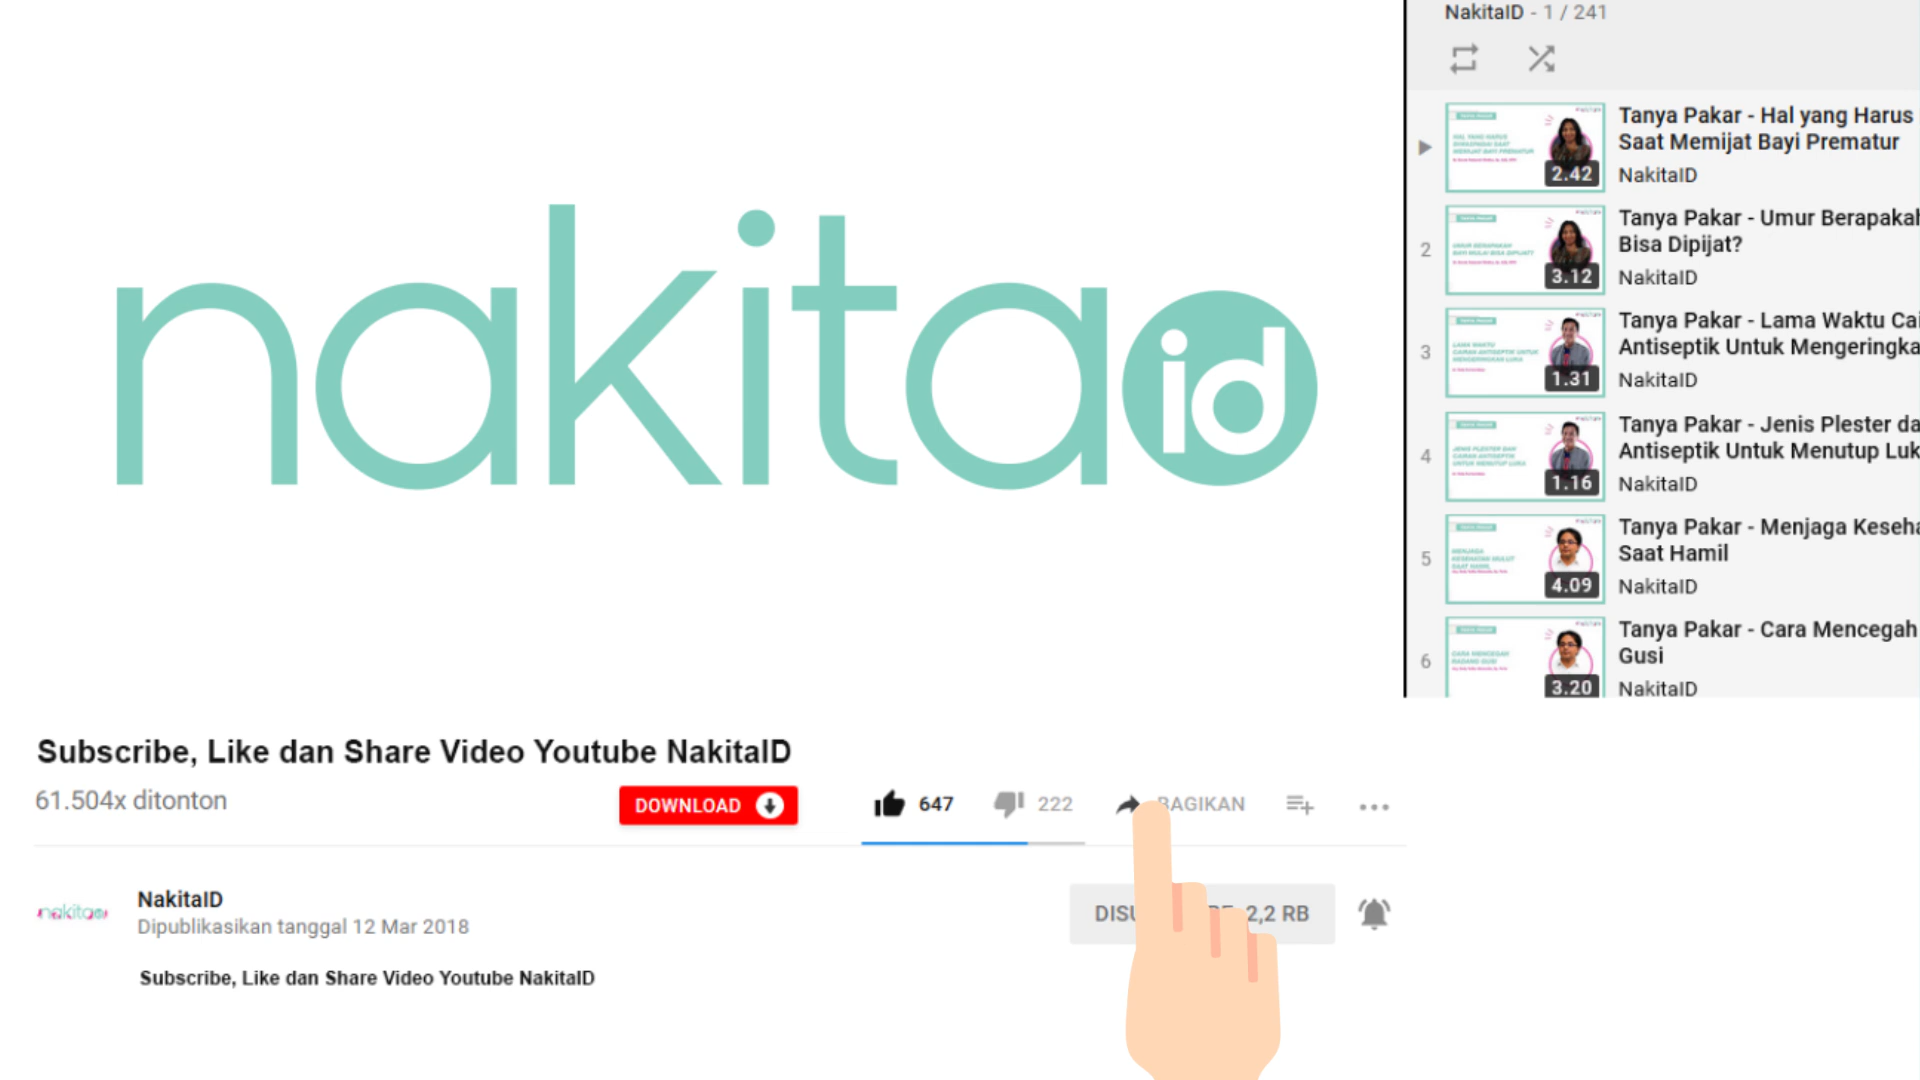 nakita
id
NakitaID - 1 / 241
Tanya Pakar - Hal yang Harus
Saat Memijat Bayi Prematur
NakitaID
2.42
2
Tanya Pakar - Umur Berapakah
Bisa Dipijat?
NakitaID
3.12
3
Tanya Pakar - Lama Waktu Cai
Antiseptik Untuk Mengeringka
NakitaID
1.31
4
Tanya Pakar - Jenis Plester da
Antiseptik Untuk Menutup Luk
NakitaID
1.16
5
Tanya Pakar - Menjaga Keseha
Saat Hamil
NakitaID
4.09
6
Tanya Pakar - Cara Mencegah
Gusi
NakitaID
3.20
Subscribe, Like dan Share Video Youtube NakitaID
61.504x ditonton
DOWNLOAD
647
222
BAGIKAN
nakita
NakitaID
Dipublikasikan tanggal 12 Mar 2018
2,2 RB
Subscribe, Like dan Share Video Youtube NakitaID